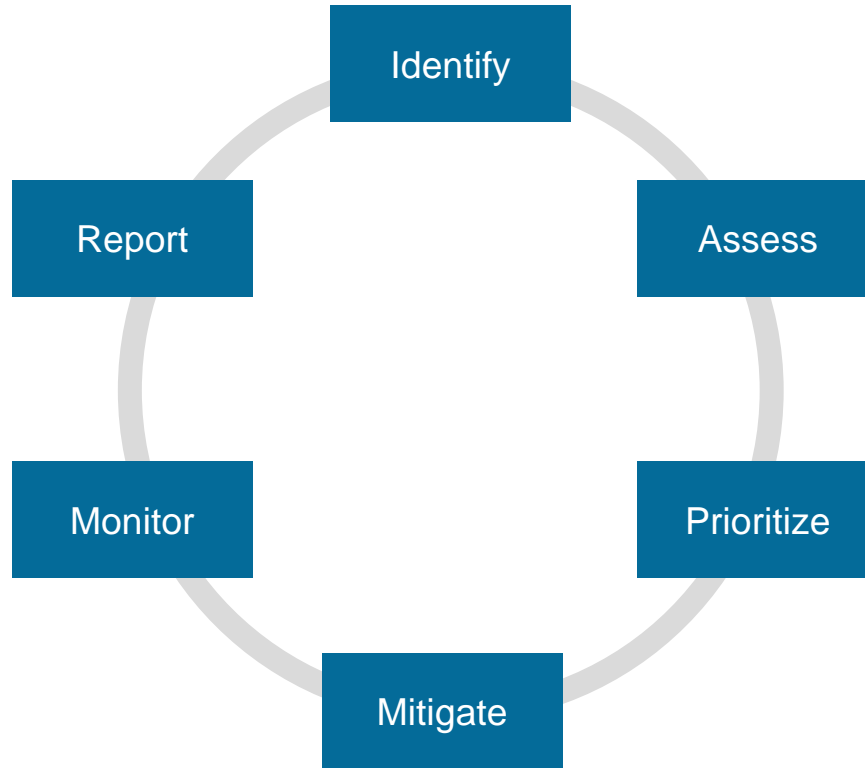 Identify
Assess
Prioritize
Mitigate
Monitor
Report